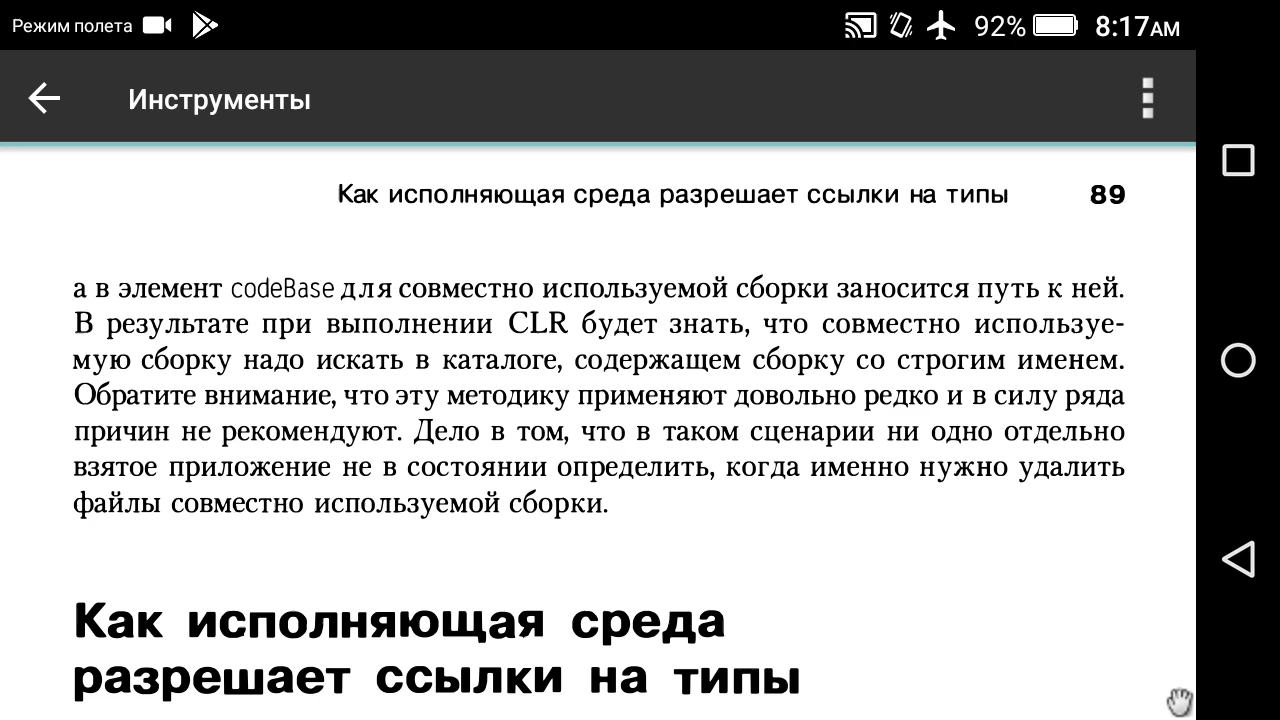 Режим полета
92% 8:17AM
Инструменты
Как исполняющая среда разрешает ссылки на типы 89
а в элемент codeBase для совместно используемой сборки заносится путь к ней.
В результате при выполнении CLR будет знать, что совместно используе-
мую сборку надо искать в каталоге, содержащем сборку со строгим именем.
Обратите внимание, что эту методику применяют довольно редко и в силу ряда
причин не рекомендуют. Дело в том, что в таком сценарии ни одно отдельно
взятое приложение не в состоянии определить, когда именно нужно удалить
файлы совместно используемой сборки.
Как исполняющая среда
разрешает ссылки на типы